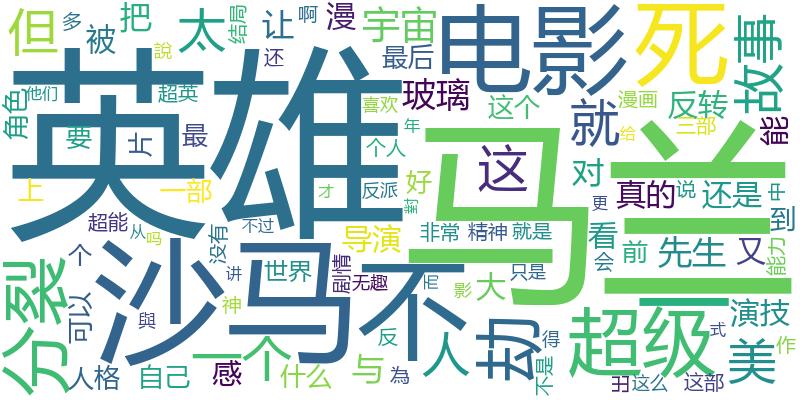 多
把
太
让
啊
漫
宇宙
电影
死
但
被
结局
說
还
最后
故事
他们
超英
英雄
喜欢
玻璃
这个
漫画
反转
角色
要
片
最
年
个人
就
给
三部
能
马兰
这
上
一部
才
反派
好
对
真的
说
还是
中
到
超能
从
吗
不过
對
更
没有
导演
非常
精神
就是
看
会
前
先生
又
能力
分裂
个
沙马
讲
世界
剧情
不
无趣
影
大
只是
劫
超级
式
演技
可以
與
神
反
人
得
美
作
人格
自己
一个
感
什么
与
為
不是
这么
这部